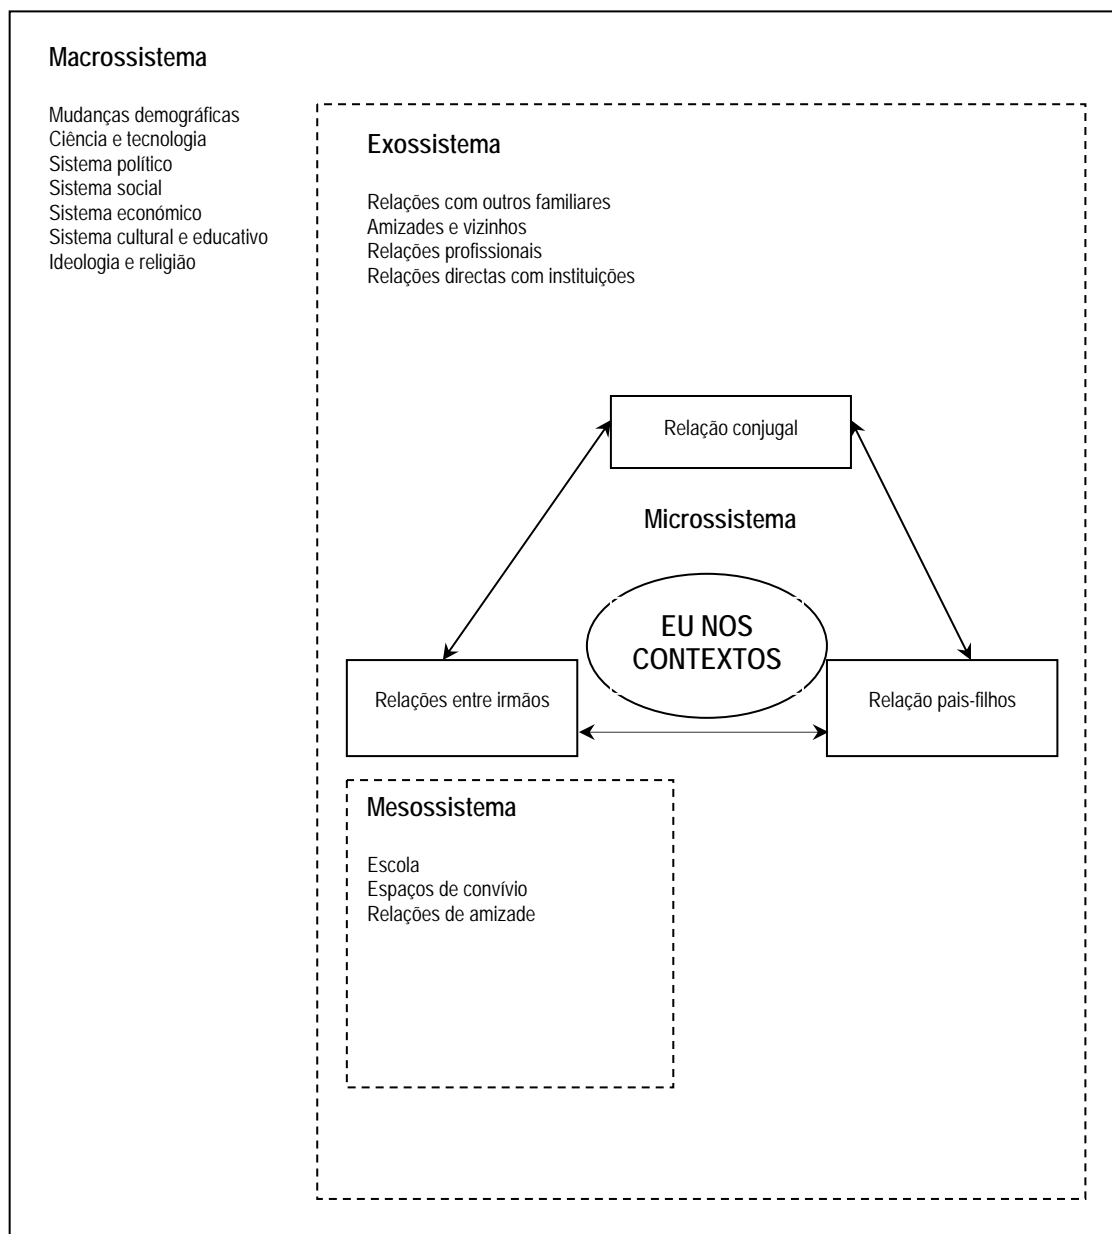 Macrossistema
Mudanças demográficas
Ciência e tecnologia
Sistema político
Sistema social
Sistema económico
Sistema cultural e educativo
Ideologia e religião
Exossistema
Relações com outros familiares
Amizades e vizinhos
Relações profissionais
Relações directas com instituições
Relação conjugal
Microssistema
EU NOS
CONTEXTOS
Relações entre irmãos
Relação pais-filhos
Mesossistema
Escola
Espaços de convívio
Relações de amizade